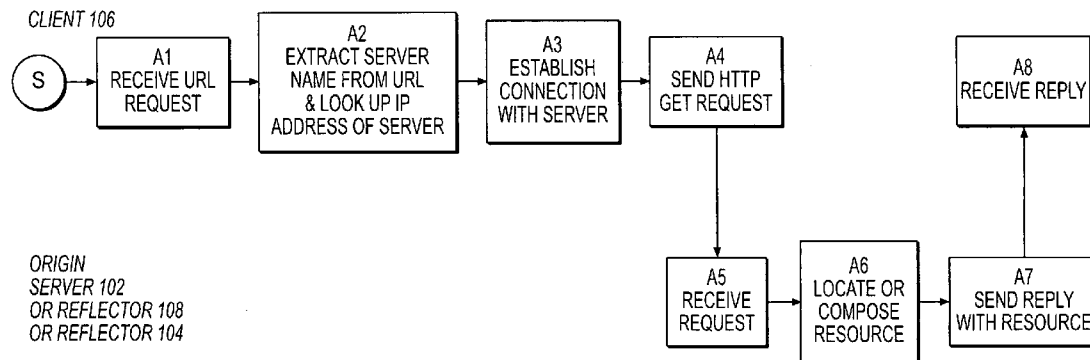 CLIENT 106
S
A1
RECEIVE URL
REQUEST
A2
EXTRACT SERVER
NAME FROM URL
& LOOK UP IP
ADDRESS OF SERVER
A3
ESTABLISH
CONNECTION
WITH SERVER
A4
SEND HTTP
GET REQUEST
A8
RECEIVE REPLY
ORIGIN
SERVER 102
OR REFLECTOR 108
OR REFLECTOR 104
A5
RECEIVE
REQUEST
A6
LOCATE OR
COMPOSE
RESOURCE
A7
SEND REPLY
WITH RESOURCE